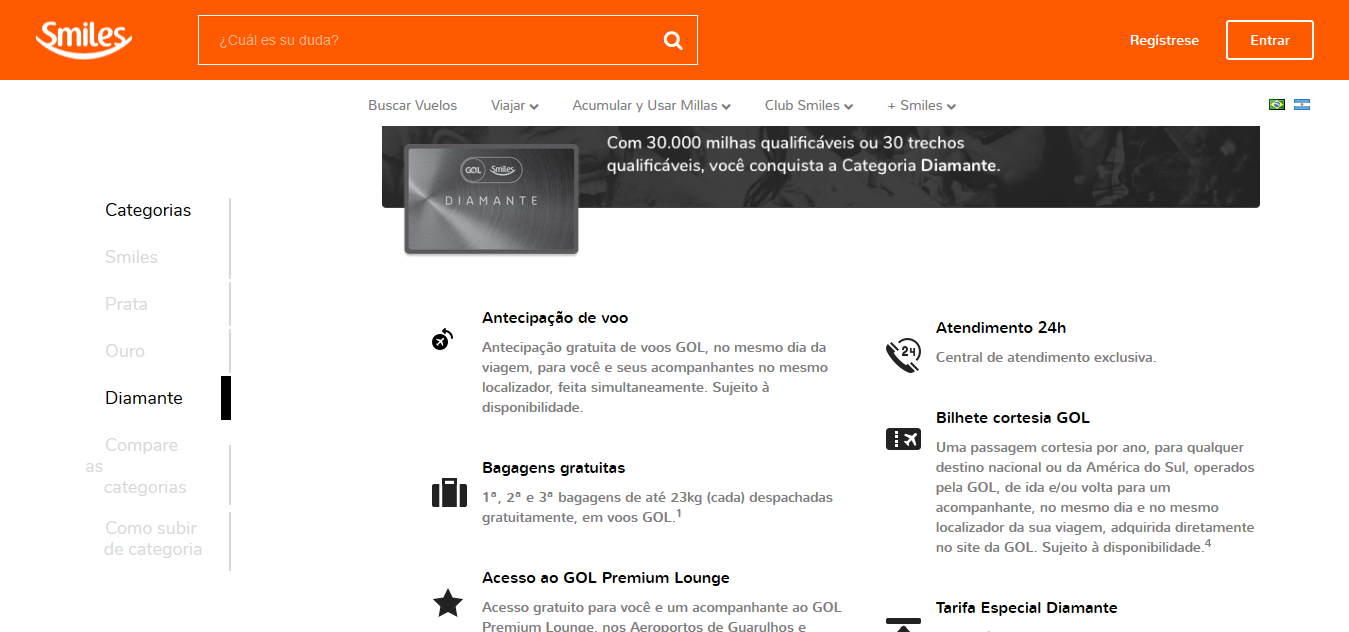 Smiles
¿Cuál es su duda?
Regístrese
Entrar
Buscar Vuelos
Viajar
Acumular y Usar Millas
Club Smiles
+ Smiles
Com 30.000 milhas qualificáveis ou 30 trechos
qualificáveis, você conquista a Categoria Diamante.
GOL Smiles
DIAMANTE
Categorias
Smiles
Prata
Ouro
Diamante
Compare
as
categorias
Como subir
de categoria
Antecipação de voo
Antecipação gratuita de voos GOL, no mesmo dia da
viagem, para você e seus acompanhantes no mesmo
localizador, feita simultaneamente. Sujeito à
disponibilidade.
Bagagens gratuitas
1ª, 2ª e 3ª bagagens de até 23kg (cada) despachadas
gratuitamente, em voos GOL.¹
Acesso ao GOL Premium Lounge
Acesso gratuito para você e um acompanhante ao GOL
Premium Lounge, nos Aeroportos de Guarulhos e
24
Atendimento 24h
Central de atendimento exclusiva.
Bilhete cortesia GOL
Uma passagem cortesia por ano, para qualquer
destino nacional ou da América do Sul, operados
pela GOL, de ida e/ou volta para um
acompanhante, no mesmo dia e no mesmo
localizador da sua viagem, adquirida diretamente
no site da GOL. Sujeito à disponibilidade.⁴
Tarifa Especial Diamante